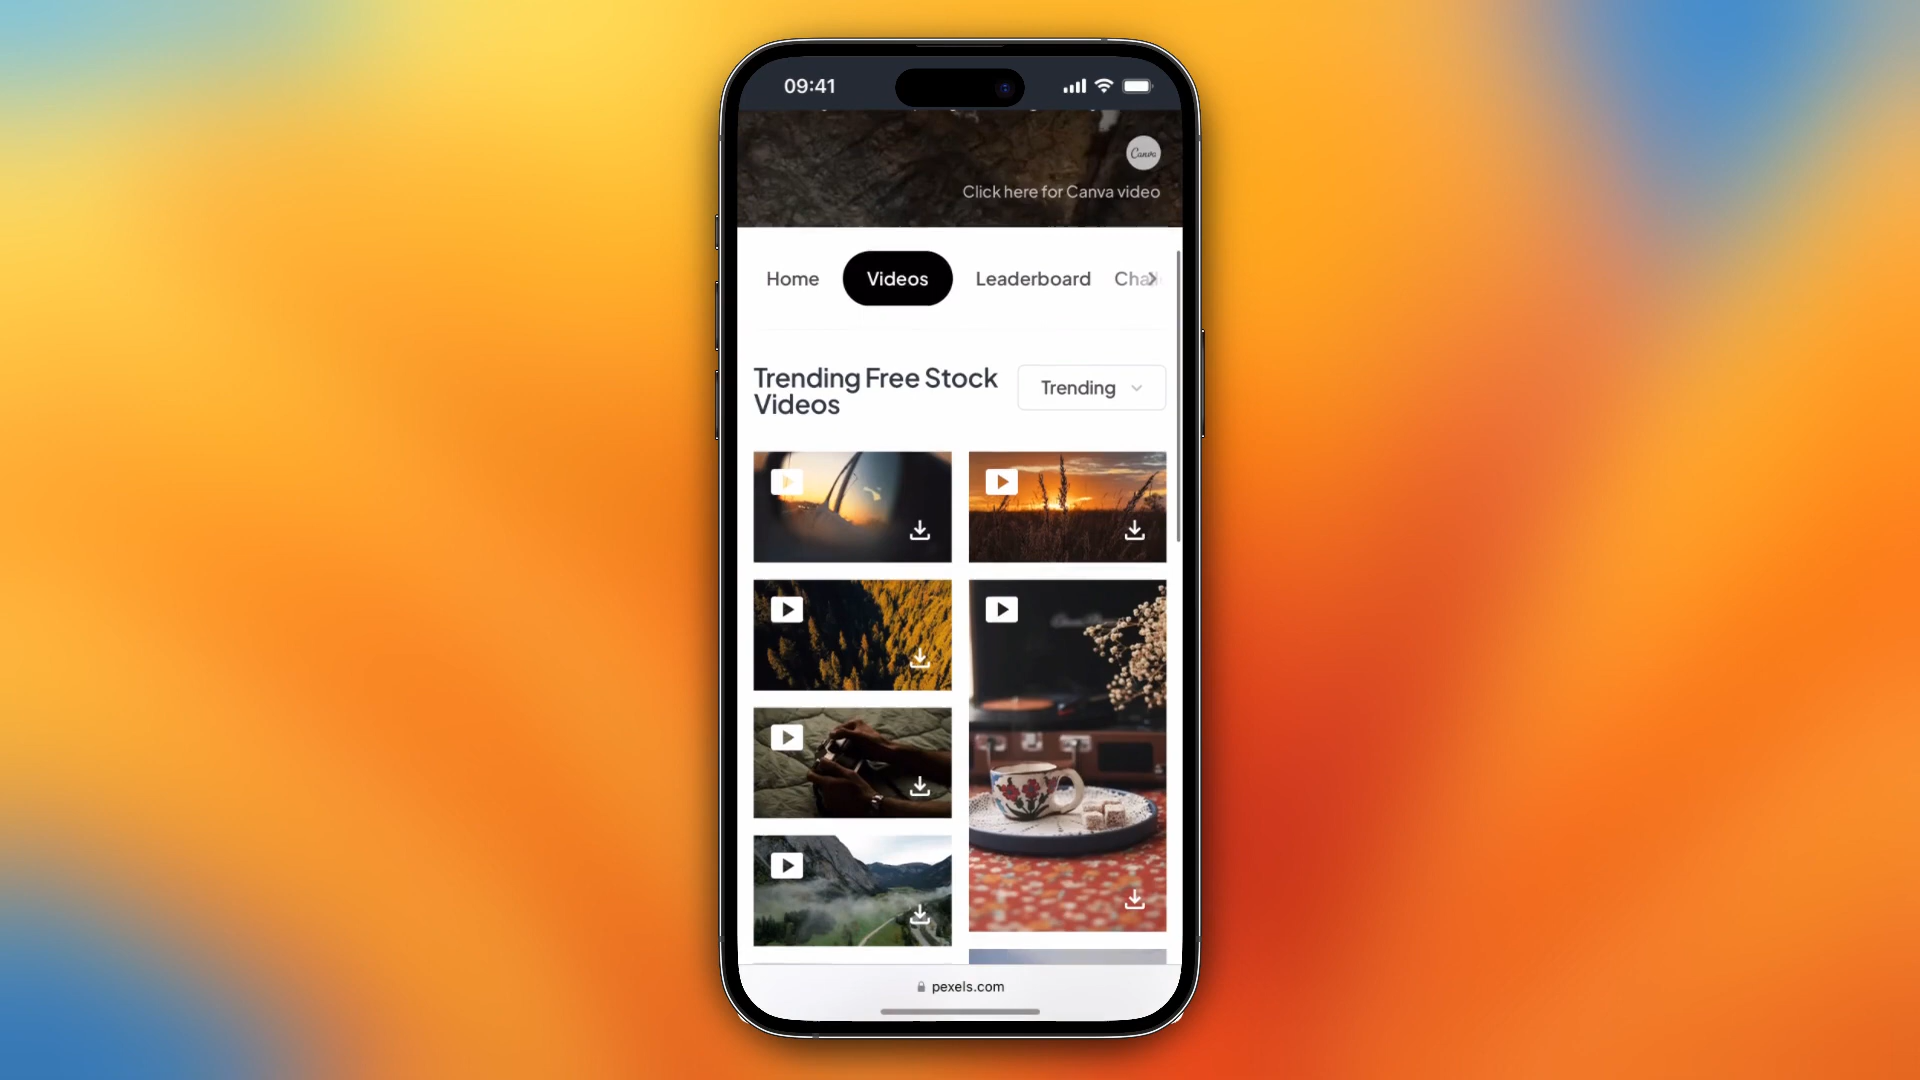 09:41
Canva
Click here for Canva video
Home Videos Leaderboard
Trending Free Stock
Videos
Trending
pexels.com